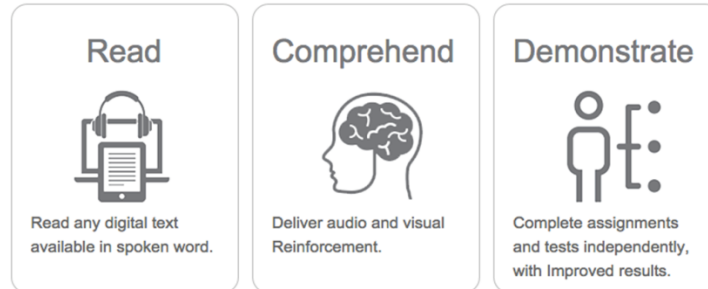 Read
Read any digital text
available in spoken word.
Comprehend
Deliver audio and visual
Reinforcement.
Demonstrate
Complete assignments
and tests independently,
with Improved results.